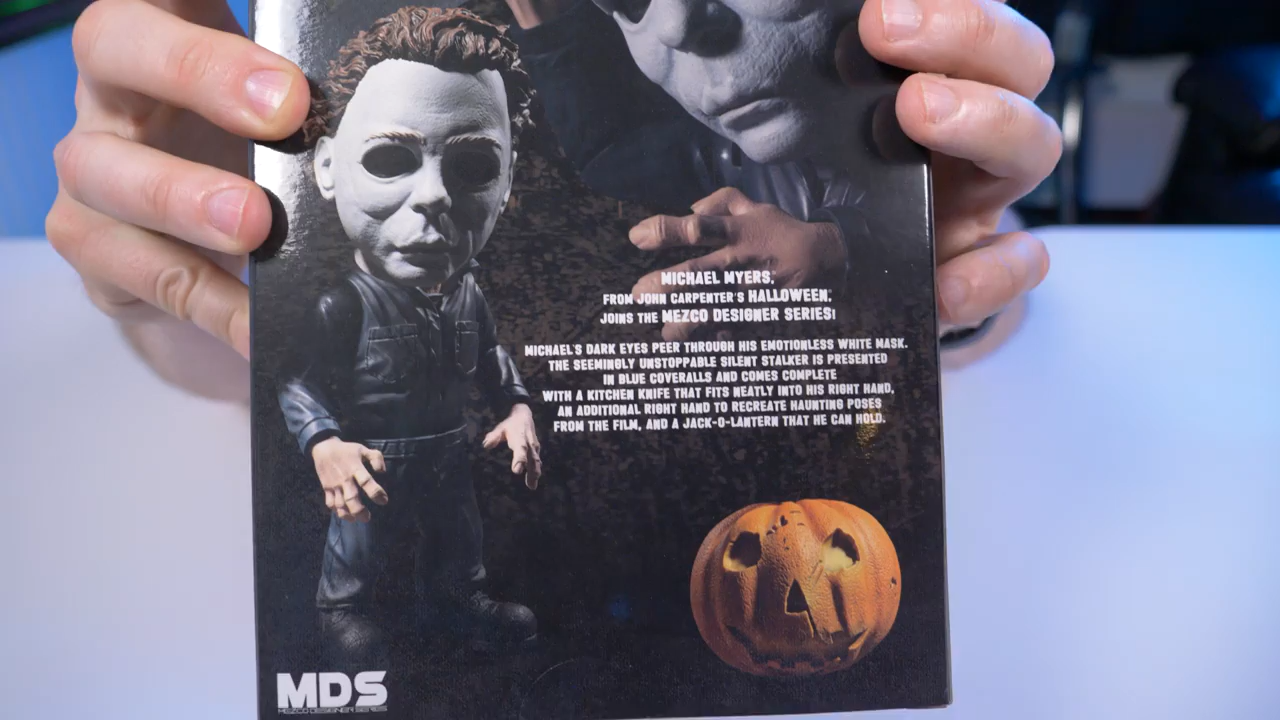 MICHAEL MYERS,
FROM JOHN CARPENTER'S HALLOWEEN,
JOINS THE MEZCO DESIGNER SERIES!
MICHAEL'S DARK EYES PEER THROUGH HIS EMOTIONLESS WHITE MASK.
THE SEEMINGLY UNSTOPPABLE SILENT STALKER IS PRESENTED
IN BLUE COVERALLS AND COMES COMPLETE
WITH A KITCHEN KNIFE THAT FITS NEATLY INTO HIS RIGHT HAND,
AN ADDITIONAL RIGHT HAND TO RECREATE HAUNTING POSES
FROM THE FILM, AND A JACK-O-LANTERN THAT HE CAN HOLD.
MDS
MEZCO DESIGNER SERIES